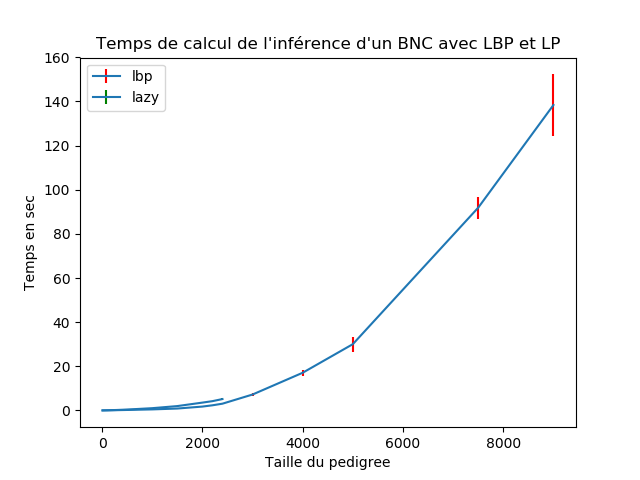 Temps de calcul de l'inférence d'un BNC avec LBP et LP
lbp
lazy
160
140
120
100
80
60
40
20
0
Temps en sec
0 2000 4000 6000 8000
Taille du pedigree